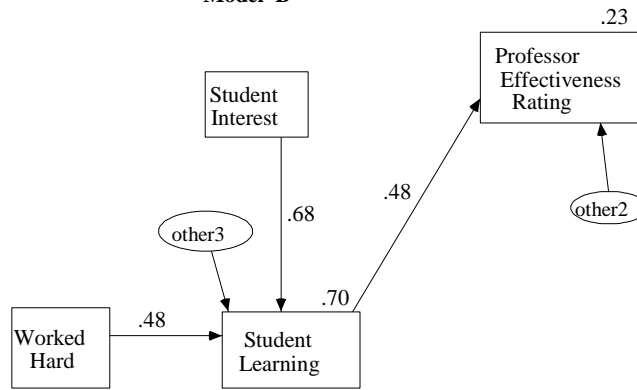 Model
.23
Professor
Effectiveness
Rating
Student
Interest
.48
.68
other2
other3
.70
.48
Worked
Hard
Student
Learning